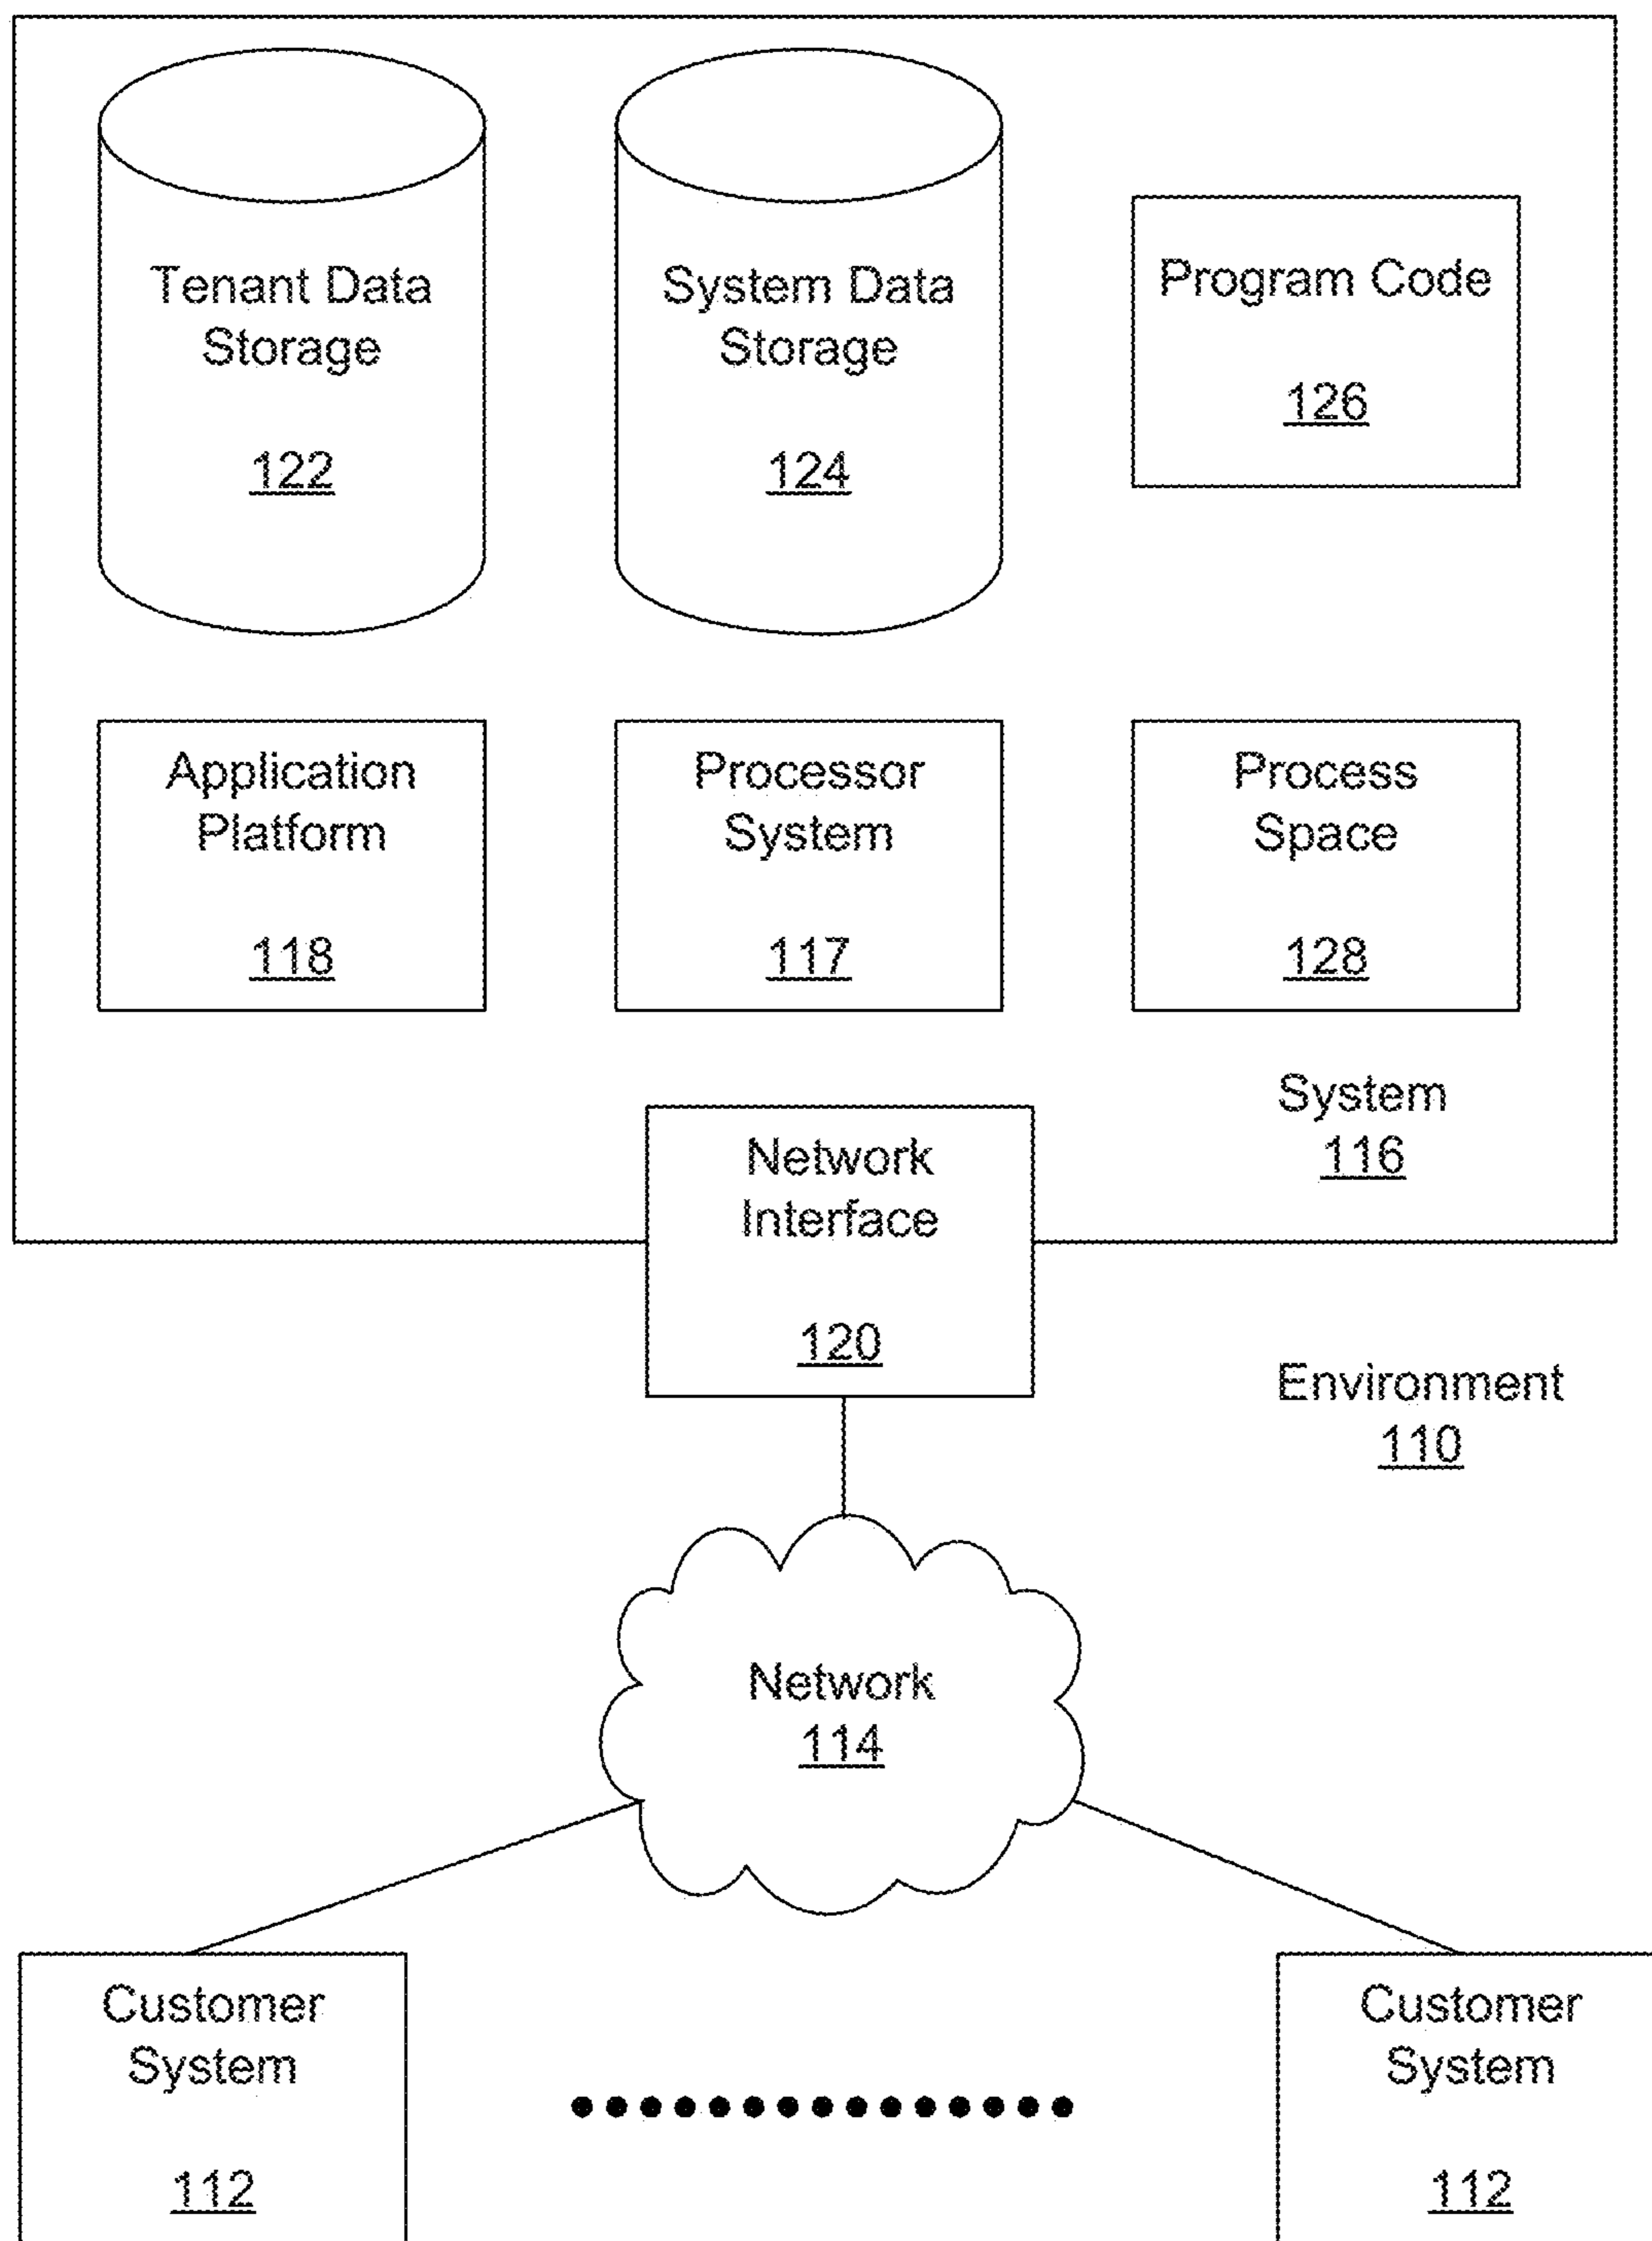 Tenant Data
Storage
122
System Data
Storage
124
Program Code
126
Application
Platform
118
Processor
System
117
Process
Space
128
System
116
Network
Interface
120
Environment
110
Network
114
Customer
System
112
Customer
System
112